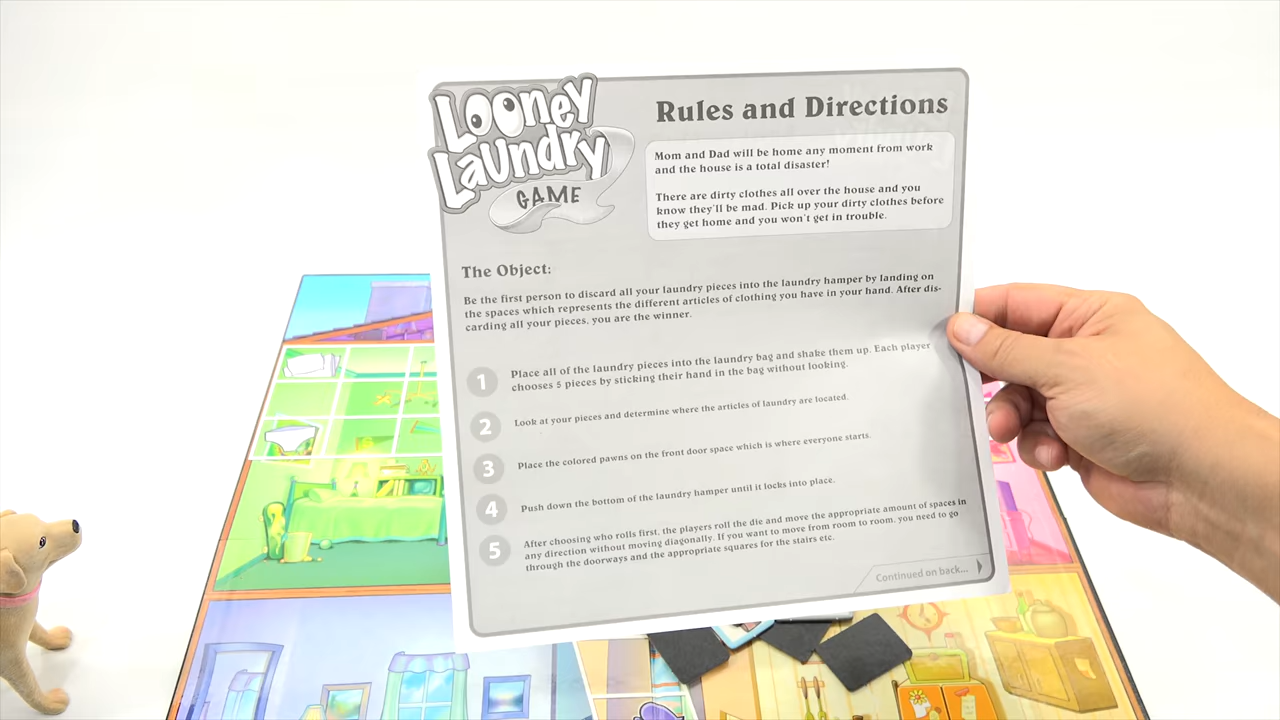 Looney
Laundry
GAME
Rules and Directions
Mom and Dad will be home any moment from work
and the house is a total disaster!
There are dirty clothes all over the house and you
know they'll be mad. Pick up your dirty clothes before
they get home and you won't get in trouble.
The Object:
Be the first person to discard all your laundry pieces into the laundry hamper by landing on
the spaces which represents the different articles of clothing you have in your hand. After dis-
carding all your pieces, you are the winner.
1 Place all of the laundry pieces into the laundry bag and shake them up. Each player
chooses 5 pieces by sticking their hand in the bag without looking.
2 Look at your pieces and determine where the articles of laundry are located.
3 Place the colored pawns on the front door space which is where everyone starts.
4 Push down the bottom of the laundry hamper until it locks into place.
5 After choosing who rolls first, the players roll the die and move the appropriate amount of spaces in
any direction without moving diagonally. If you want to move from room to room, you need to go
through the doorways and the appropriate squares for the stairs etc.
Continued on back...